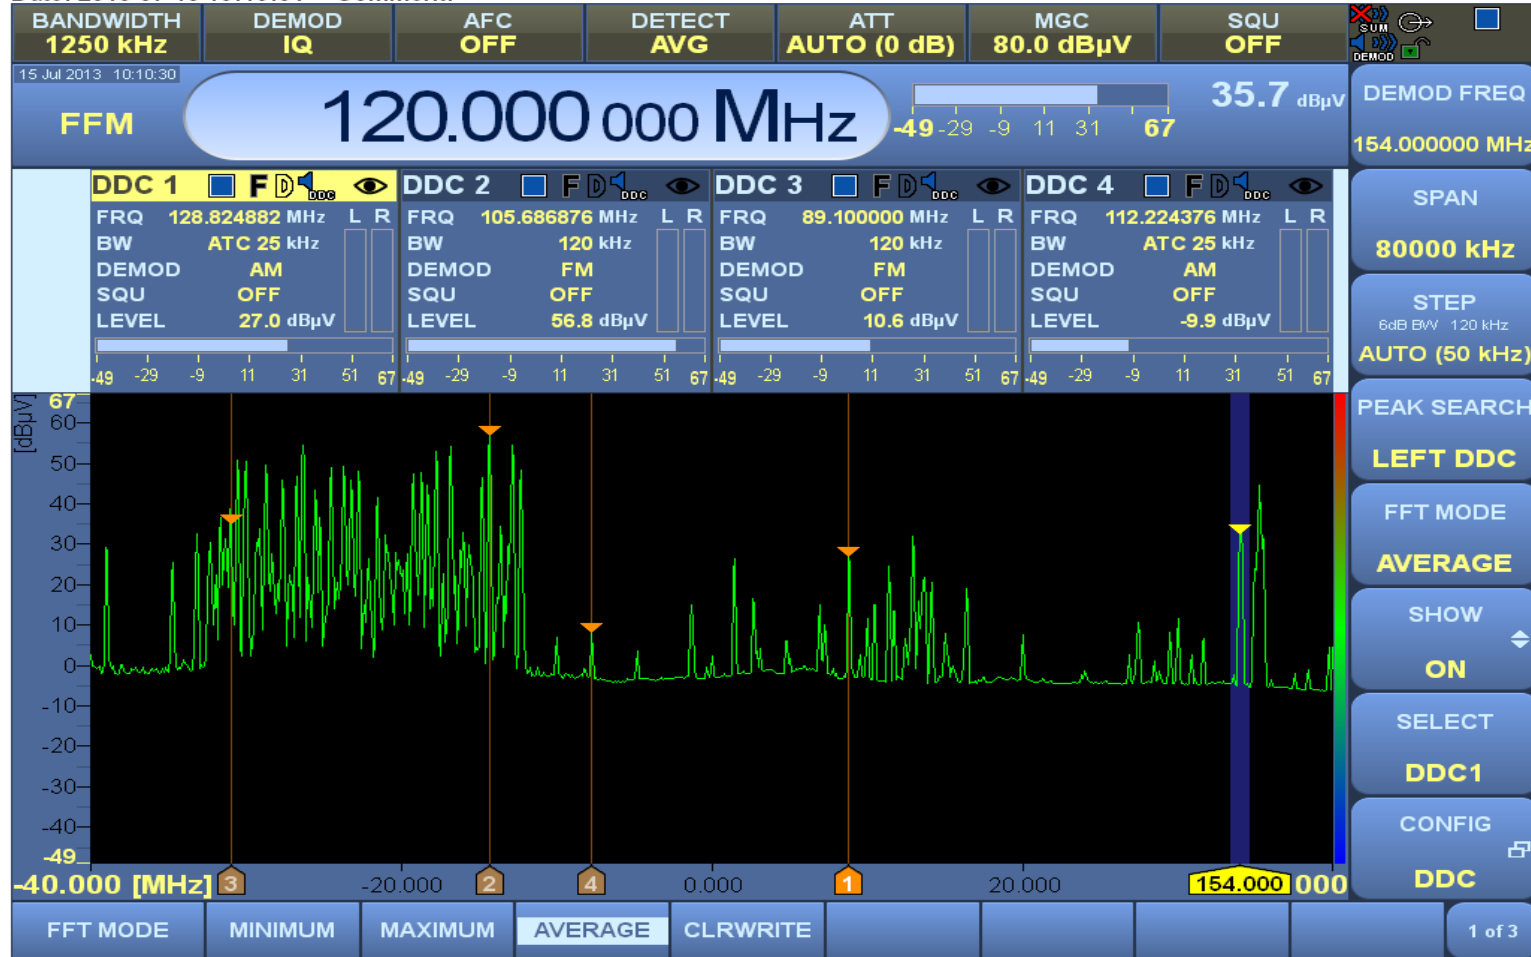 BANDWIDTH DEMOD AFC DETECT ATT MGC SQU
1250 kHz IQ OFF AVG AUTO (0 dB) 80.0 dBµV OFF
SUM
DEMOD
15 Jul 2013 10:10:30
FFM
120.000 000 MHz
-49 -29 -9 11 31 67
35.7 dBµV
DEMOD FREQ
154.000000 MHz
DDC 1 F D DDC
FRQ 128.824882 MHz L R
BW ATC 25 kHz
DEMOD AM
SQU OFF
LEVEL 27.0 dBµV
-49 -29 -9 11 31 51 67
DDC 2 F D DDC
FRQ 105.686876 MHz L R
BW 120 kHz
DEMOD FM
SQU OFF
LEVEL 56.8 dBµV
-49 -29 -9 11 31 51 67
DDC 3 F D DDC
FRQ 89.100000 MHz L R
BW 120 kHz
DEMOD FM
SQU OFF
LEVEL 10.6 dBµV
-49 -29 -9 11 31 51 67
DDC 4 F D DDC
FRQ 112.224376 MHz L R
BW ATC 25 kHz
DEMOD AM
SQU OFF
LEVEL -9.9 dBµV
-49 -29 -9 11 31 51 67
SPAN
80000 kHz
STEP
6dB BW 120 kHz
AUTO (50 kHz)
PEAK SEARCH
LEFT DDC
FFT MODE
AVERAGE
SHOW
ON
SELECT
DDC1
CONFIG
DDC
[dBµV]
67
60
50
40
30
20
10
0
-10
-20
-30
-40
-49
-40.000 [MHz] 3 -20.000 2 4 0.000 1 20.000 154.000 000
FFT MODE MINIMUM MAXIMUM AVERAGE CLRWRITE 1 of 3